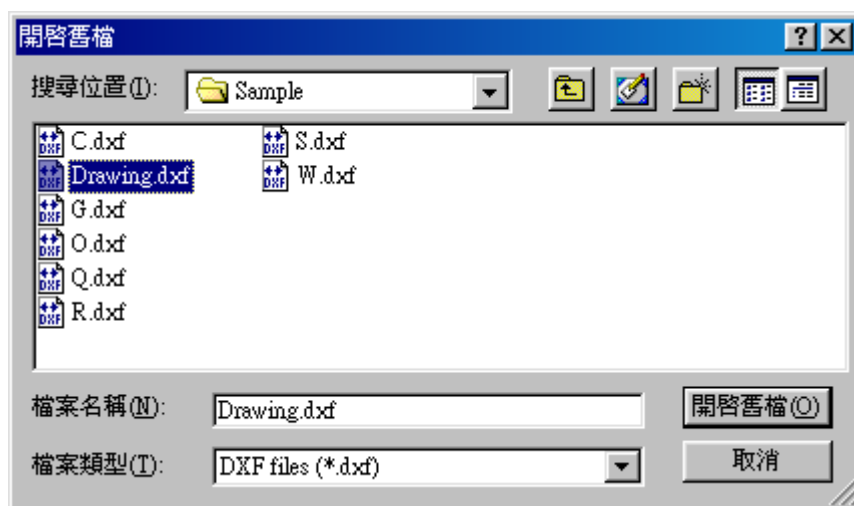 開啓舊檔
搜尋位置(I): Sample
C.dxf S.dxf
Drawing.dxf W.dxf
G.dxf
O.dxf
Q.dxf
R.dxf
檔案名稱(N): Drawing.dxf 開啓舊檔(O)
檔案類型(T): DXF files (*.dxf) 取消